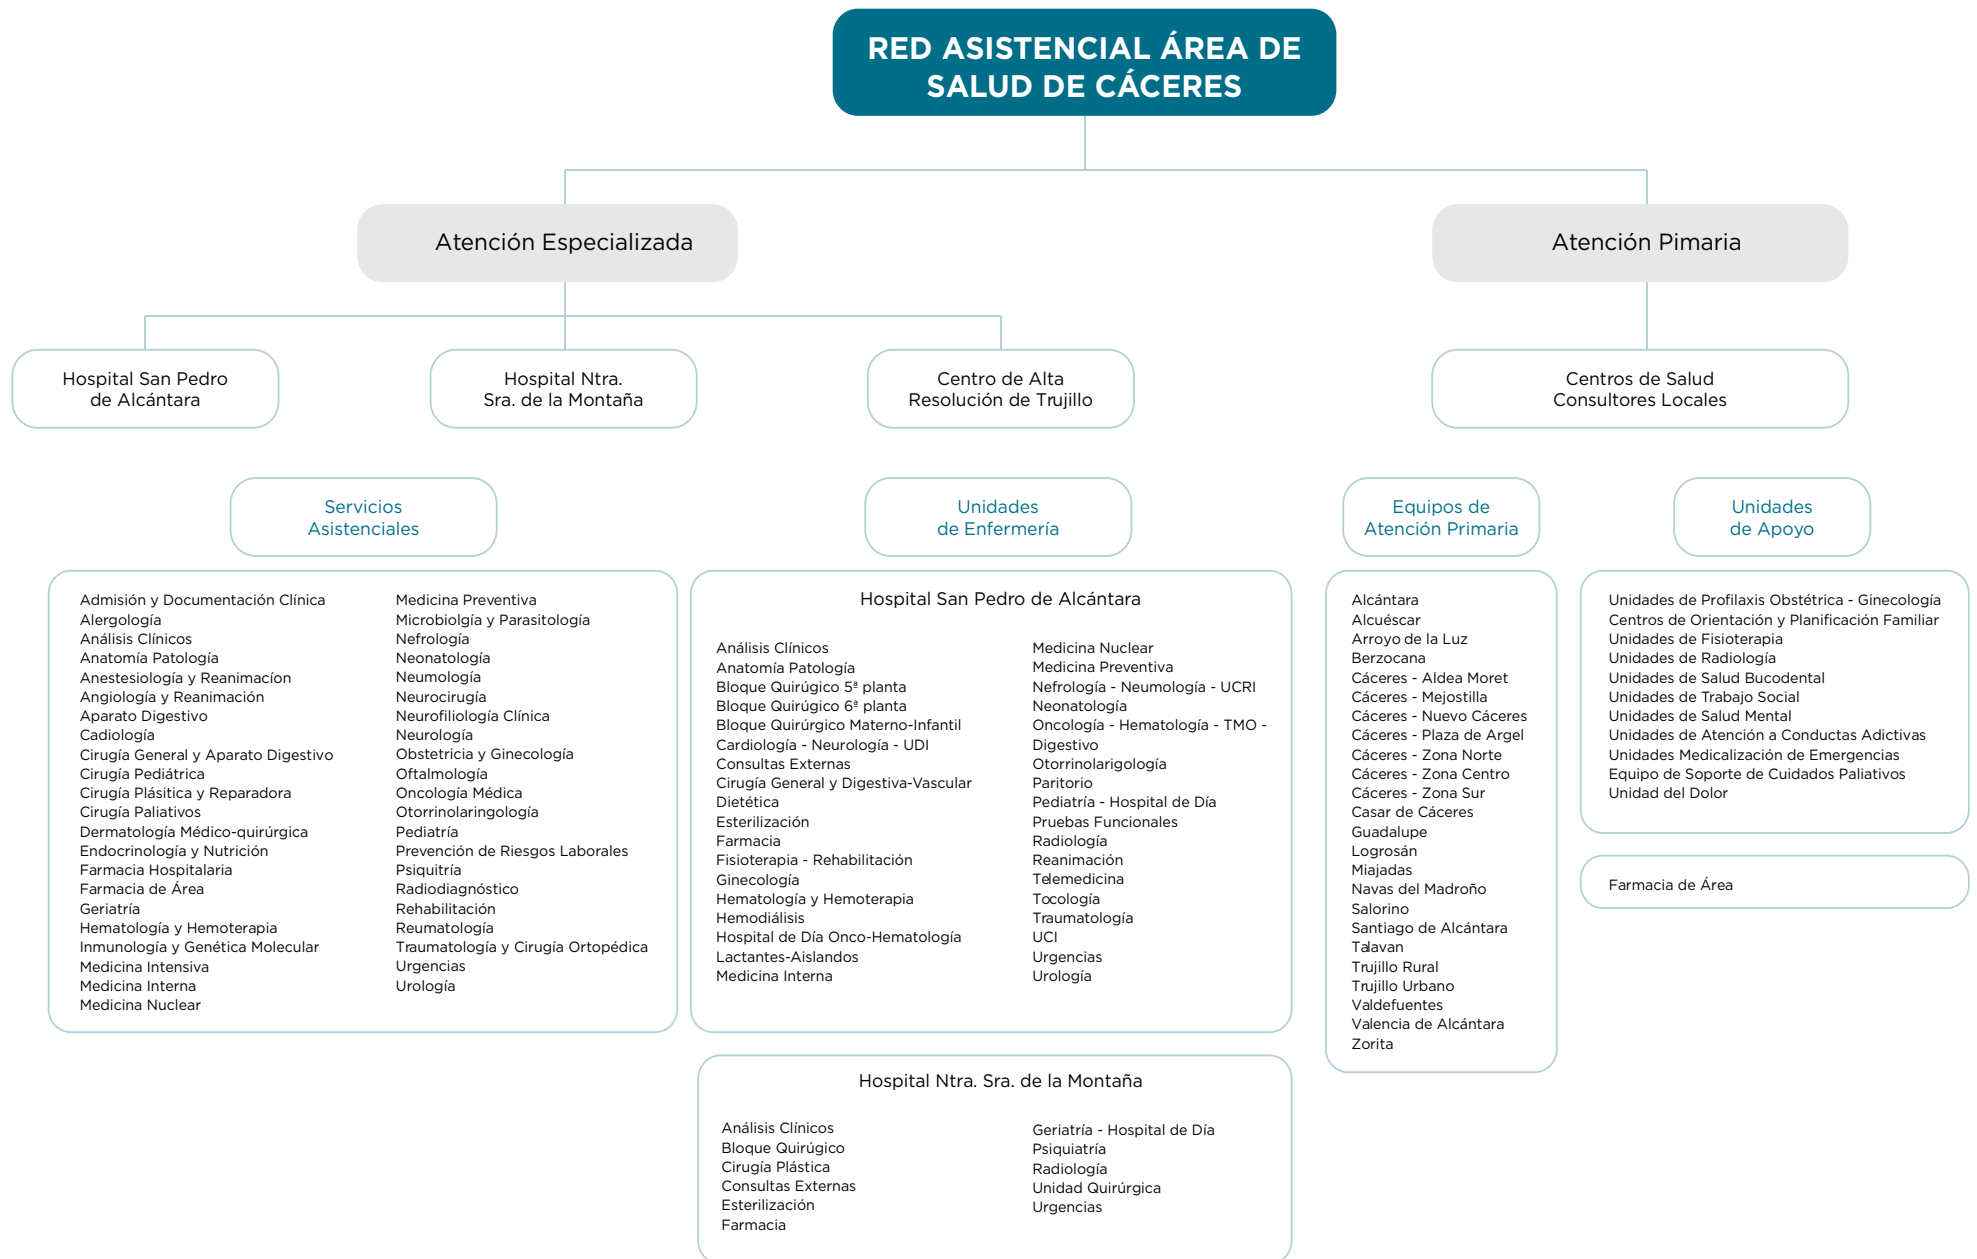 RED ASISTENCIAL ÁREA DE
SALUD DE CÁCERES
Atención Especializada
Atención Pimaria
Hospital San Pedro
de Alcántara
Hospital Ntra.
Sra. de la Montaña
Centro de Alta
Resolución de Trujillo
Centros de Salud
Consultores Locales
Servicios
Asistenciales
Unidades
de Enfermería
Equipos de
Atención Primaria
Unidades
de Apoyo
Admisión y Documentación Clínica
Alergología
Análisis Clínicos
Anatomía Patología
Anestesiología y Reanimacíon
Angiología y Reanimación
Aparato Digestivo
Cadiología
Cirugía General y Aparato Digestivo
Cirugía Pediátrica
Cirugía Plásitica y Reparadora
Cirugía Paliativos
Dermatología Médico-quirúrgica
Endocrinología y Nutrición
Farmacia Hospitalaria
Farmacia de Área
Geriatría
Hematología y Hemoterapia
Inmunología y Genética Molecular
Medicina Intensiva
Medicina Interna
Medicina Nuclear
Medicina Preventiva
Microbiolgía y Parasitología
Nefrología
Neonatología
Neumología
Neurocirugía
Neurofiliología Clínica
Neurología
Obstetricia y Ginecología
Oftalmología
Oncología Médica
Otorrinolaringología
Pediatría
Prevención de Riesgos Laborales
Psiquitría
Radiodiagnóstico
Rehabilitación
Reumatología
Traumatología y Cirugía Ortopédica
Urgencias
Urología
Hospital San Pedro de Alcántara
Análisis Clínicos
Anatomía Patología
Bloque Quirúgico 5ª planta
Bloque Quirúgico 6ª planta
Bloque Quirúrgico Materno-Infantil
Cardiología - Neurología - UDI
Consultas Externas
Cirugía General y Digestiva-Vascular
Dietética
Esterilización
Farmacia
Fisioterapia - Rehabilitación
Ginecología
Hematología y Hemoterapia
Hemodiálisis
Hospital de Día Onco-Hematología
Lactantes-Aislandos
Medicina Interna
Medicina Nuclear
Medicina Preventiva
Nefrología - Neumología - UCRI
Neonatología
Oncología - Hematología - TMO -
Digestivo
Otorrinolarigología
Paritorio
Pediatría - Hospital de Día
Pruebas Funcionales
Radiología
Reanimación
Telemedicina
Tocología
Traumatología
UCI
Urgencias
Urología
Hospital Ntra. Sra. de la Montaña
Análisis Clínicos
Bloque Quirúgico
Cirugía Plástica
Consultas Externas
Esterilización
Farmacia
Geriatría - Hospital de Día
Psiquiatría
Radiología
Unidad Quirúrgica
Urgencias
Alcántara
Alcuéscar
Arroyo de la Luz
Berzocana
Cáceres - Aldea Moret
Cáceres - Mejostilla
Cáceres - Nuevo Cáceres
Cáceres - Plaza de Argel
Cáceres - Zona Norte
Cáceres - Zona Centro
Cáceres - Zona Sur
Casar de Cáceres
Guadalupe
Logrosán
Miajadas
Navas del Madroño
Salorino
Santiago de Alcántara
Talavan
Trujillo Rural
Trujillo Urbano
Valdefuentes
Valencia de Alcántara
Zorita
Unidades de Profilaxis Obstétrica - Ginecología
Centros de Orientación y Planificación Familiar
Unidades de Fisioterapia
Unidades de Radiología
Unidades de Salud Bucodental
Unidades de Trabajo Social
Unidades de Salud Mental
Unidades de Atención a Conductas Adictivas
Unidades Medicalización de Emergencias
Equipo de Soporte de Cuidados Paliativos
Unidad del Dolor
Farmacia de Área